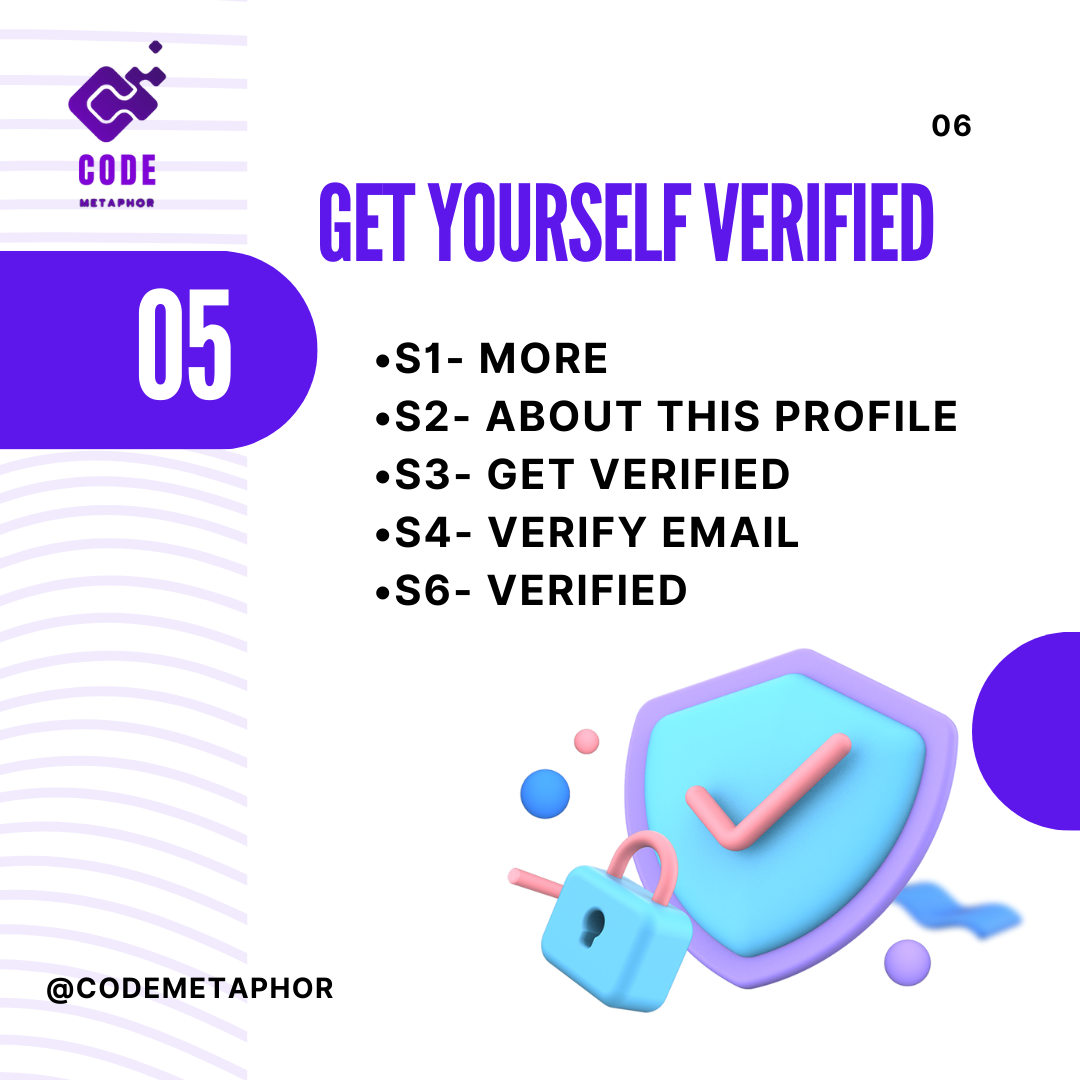 CODE
METAPHOR
06
GET YOURSELF VERIFIED
05
•S1- MORE
•S2- ABOUT THIS PROFILE
•S3- GET VERIFIED
•S4- VERIFY EMAIL
•S6- VERIFIED
@CODEMETAPHOR